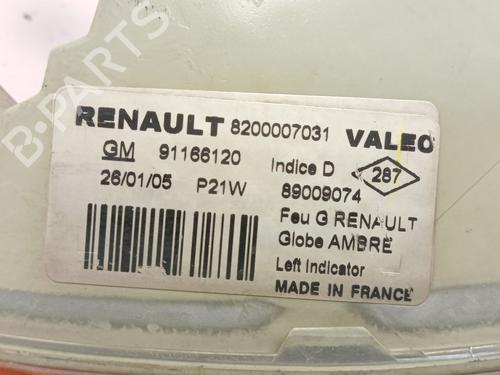 B-PARTS
RENAULT 8200007031 VALEO
GM 91166120 Indice D 287
26/01/05 P21W 89009074
Feu G RENAULT
Globe AMBRE
Left Indicator
MADE IN FRANCE